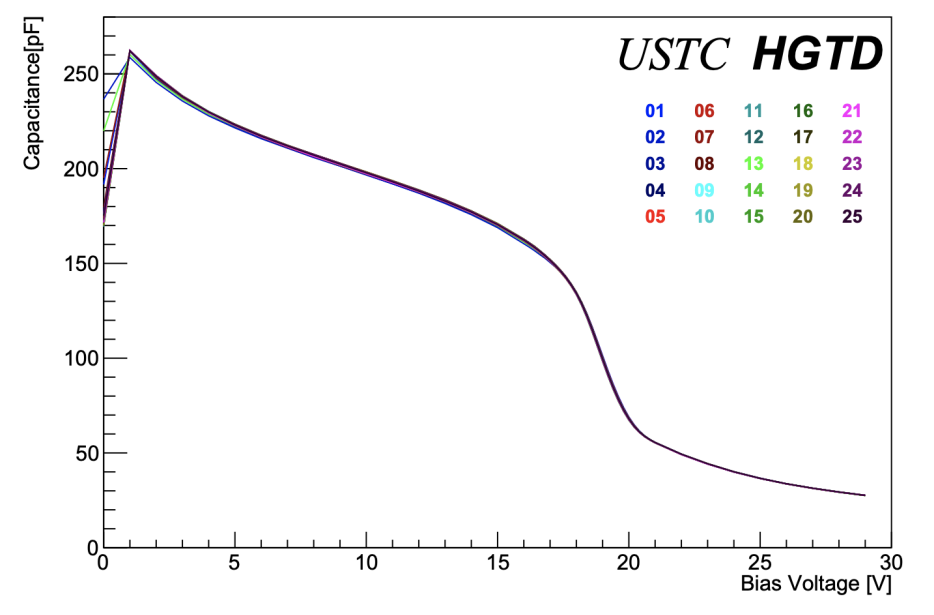 Capacitance[pF]
USTC HGTD
250
200
150
100
50
0
01 06 11 16 21
02 07 12 17 22
03 08 13 18 23
04 09 14 19 24
05 10 15 20 25
0 5 10 15 20 25 30
Bias Voltage [V]